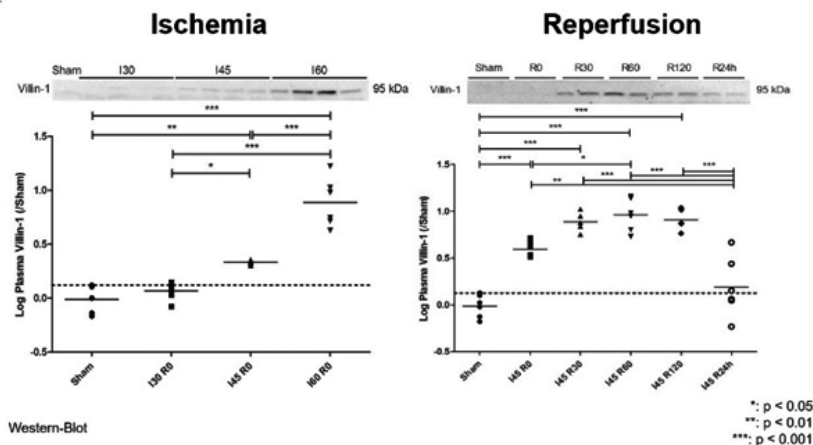 Ischemia
Sham I30 I45 I60
Villin-1 95 kDa
***
** ***
***
*
1.5
1.0
0.5
0.0
-0.5
Log Plasma Villin-1 (/Sham)
Sham I30 R0 I45 R0 I60 R0
Western-Blot
Reperfusion
Sham R0 R30 R60 R120 R24h
Villin-1 95 kDa
***
***
*** ***
*** * ***
** ***
1.5
1.0
0.5
0.0
-0.5
Log Plasma Villin-1 (/Sham)
Sham I45 R0 I45 R30 I45 R60 I45 R120 I45 R24h
*: p < 0.05
**: p < 0.01
***: p < 0.001